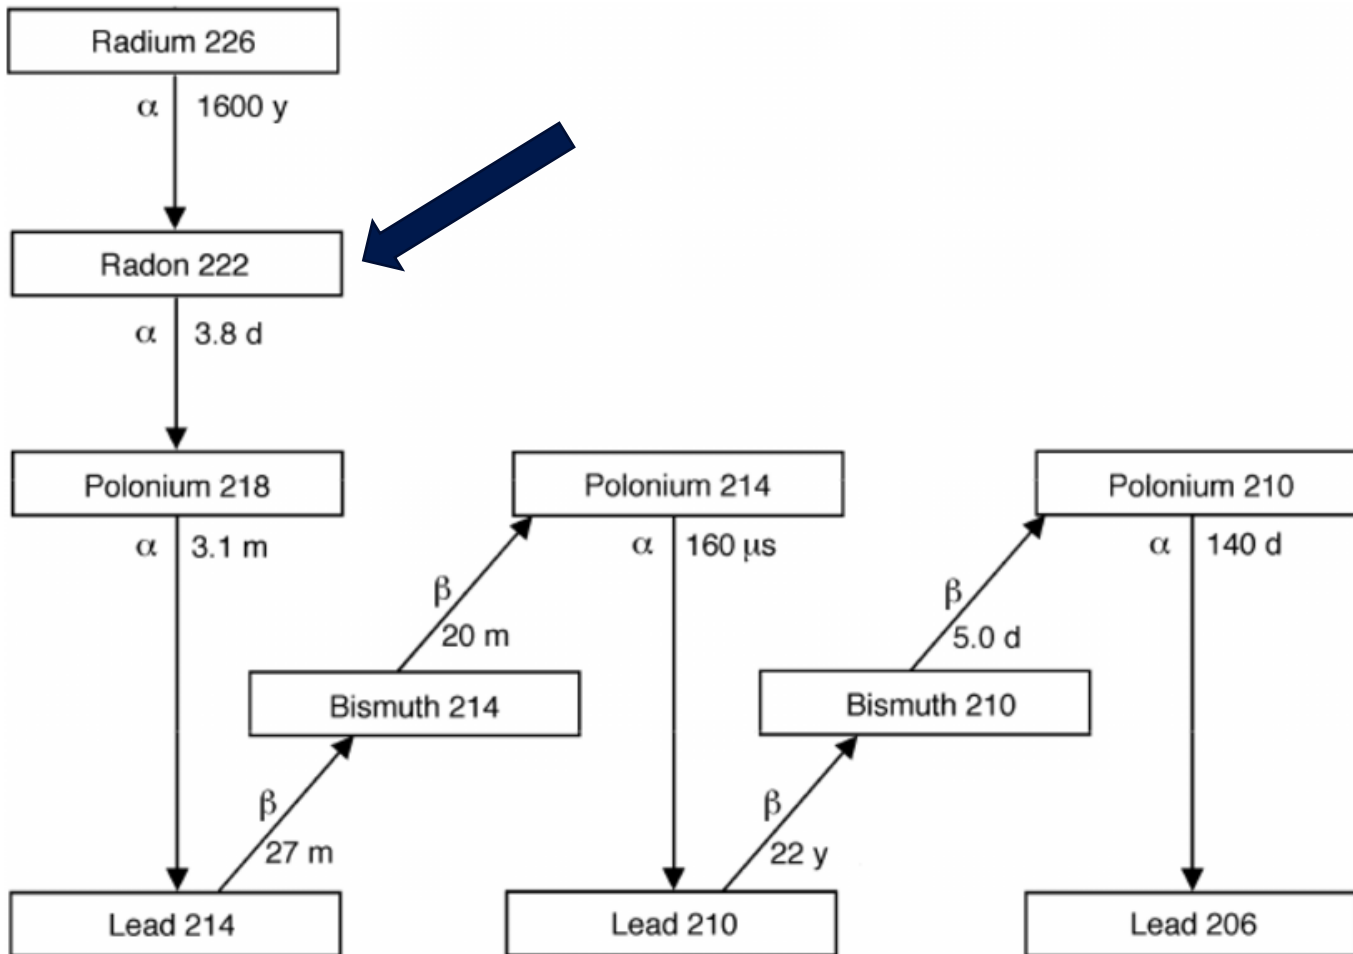 Radium 226
α 1600 y
Radon 222
α 3.8 d
Polonium 218
Polonium 214
Polonium 210
α 3.1 m
α 160 μs
α 140 d
β
20 m
β
5.0 d
Bismuth 214
Bismuth 210
β
27 m
β
22 y
Lead 214
Lead 210
Lead 206